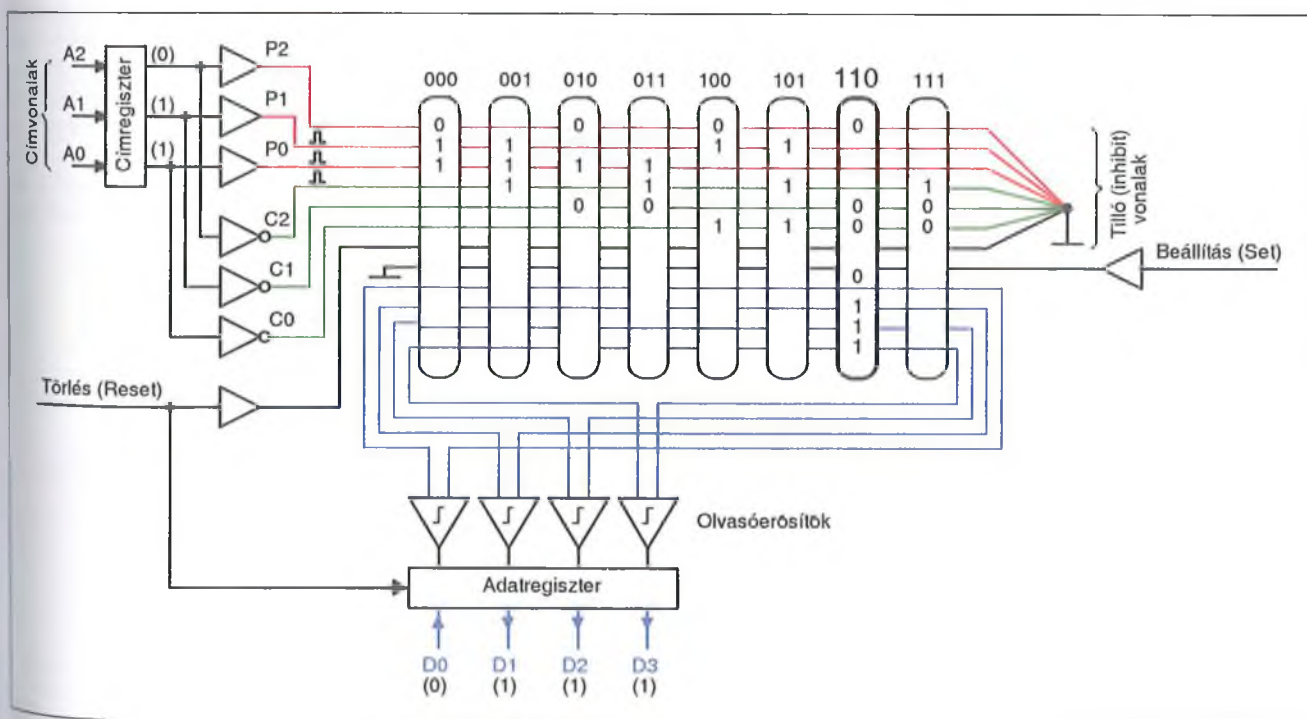 Címvonalak
A2
A1
A0
Címregiszter
(0)
(1)
(1)
P2
P1
P0
C2
C1
C0
000 001 010 011 100 101 110 111
0 0 0 0
1 1 1 1
1 1 1 1
1 1 1 1
0 0 0 0
1 1 0 0
0
1
1
1
Tilló (inhibit)
vonalak
Beállítás (Set)
Törlés (Reset)
Olvasóerősítők
Adatregiszter
D0 D1 D2 D3
(0) (1) (1) (1)